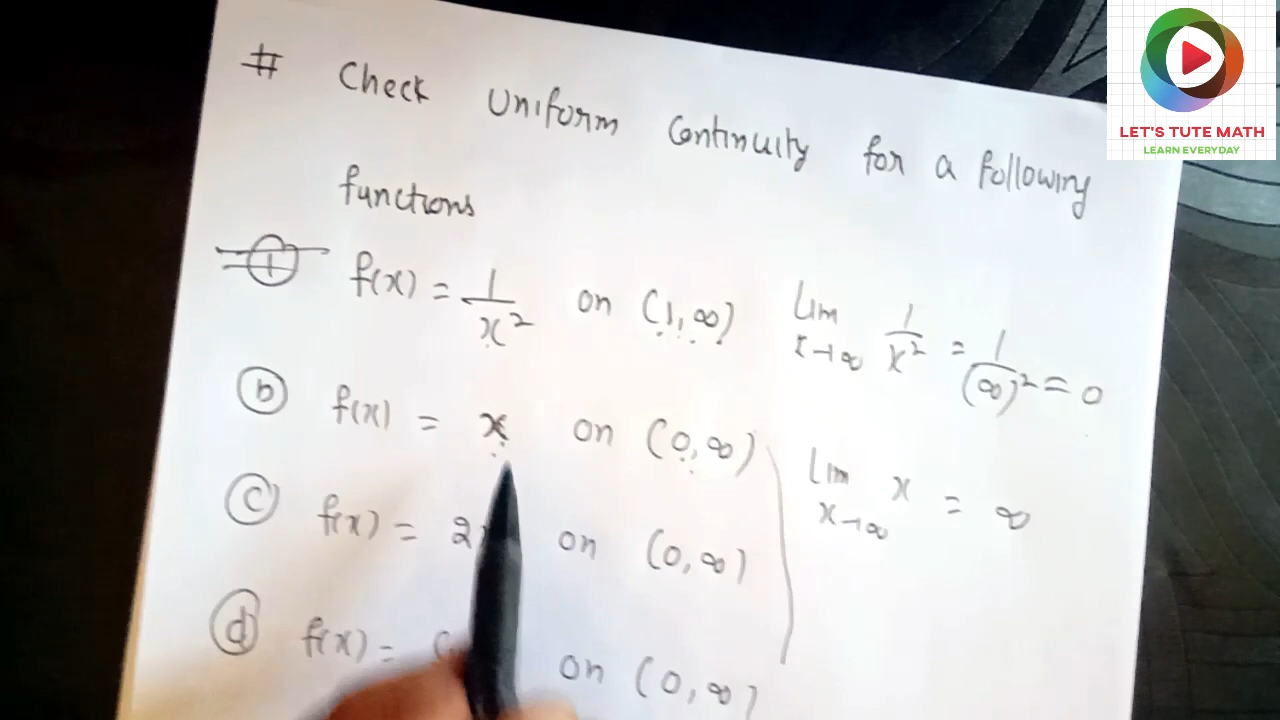 # Check Uniform Continuity for a following
functions
① f(x) = 1/x² on (1, ∞) Lim x→∞ 1/x² = 1/(∞)² = 0
ⓑ f(x) = x on (0, ∞) Lim x→∞ x = ∞
ⓒ f(x) = 2 on (0, ∞)
ⓓ f(x) = on (0, ∞)
LET'S TUTE MATH
LEARN EVERYDAY